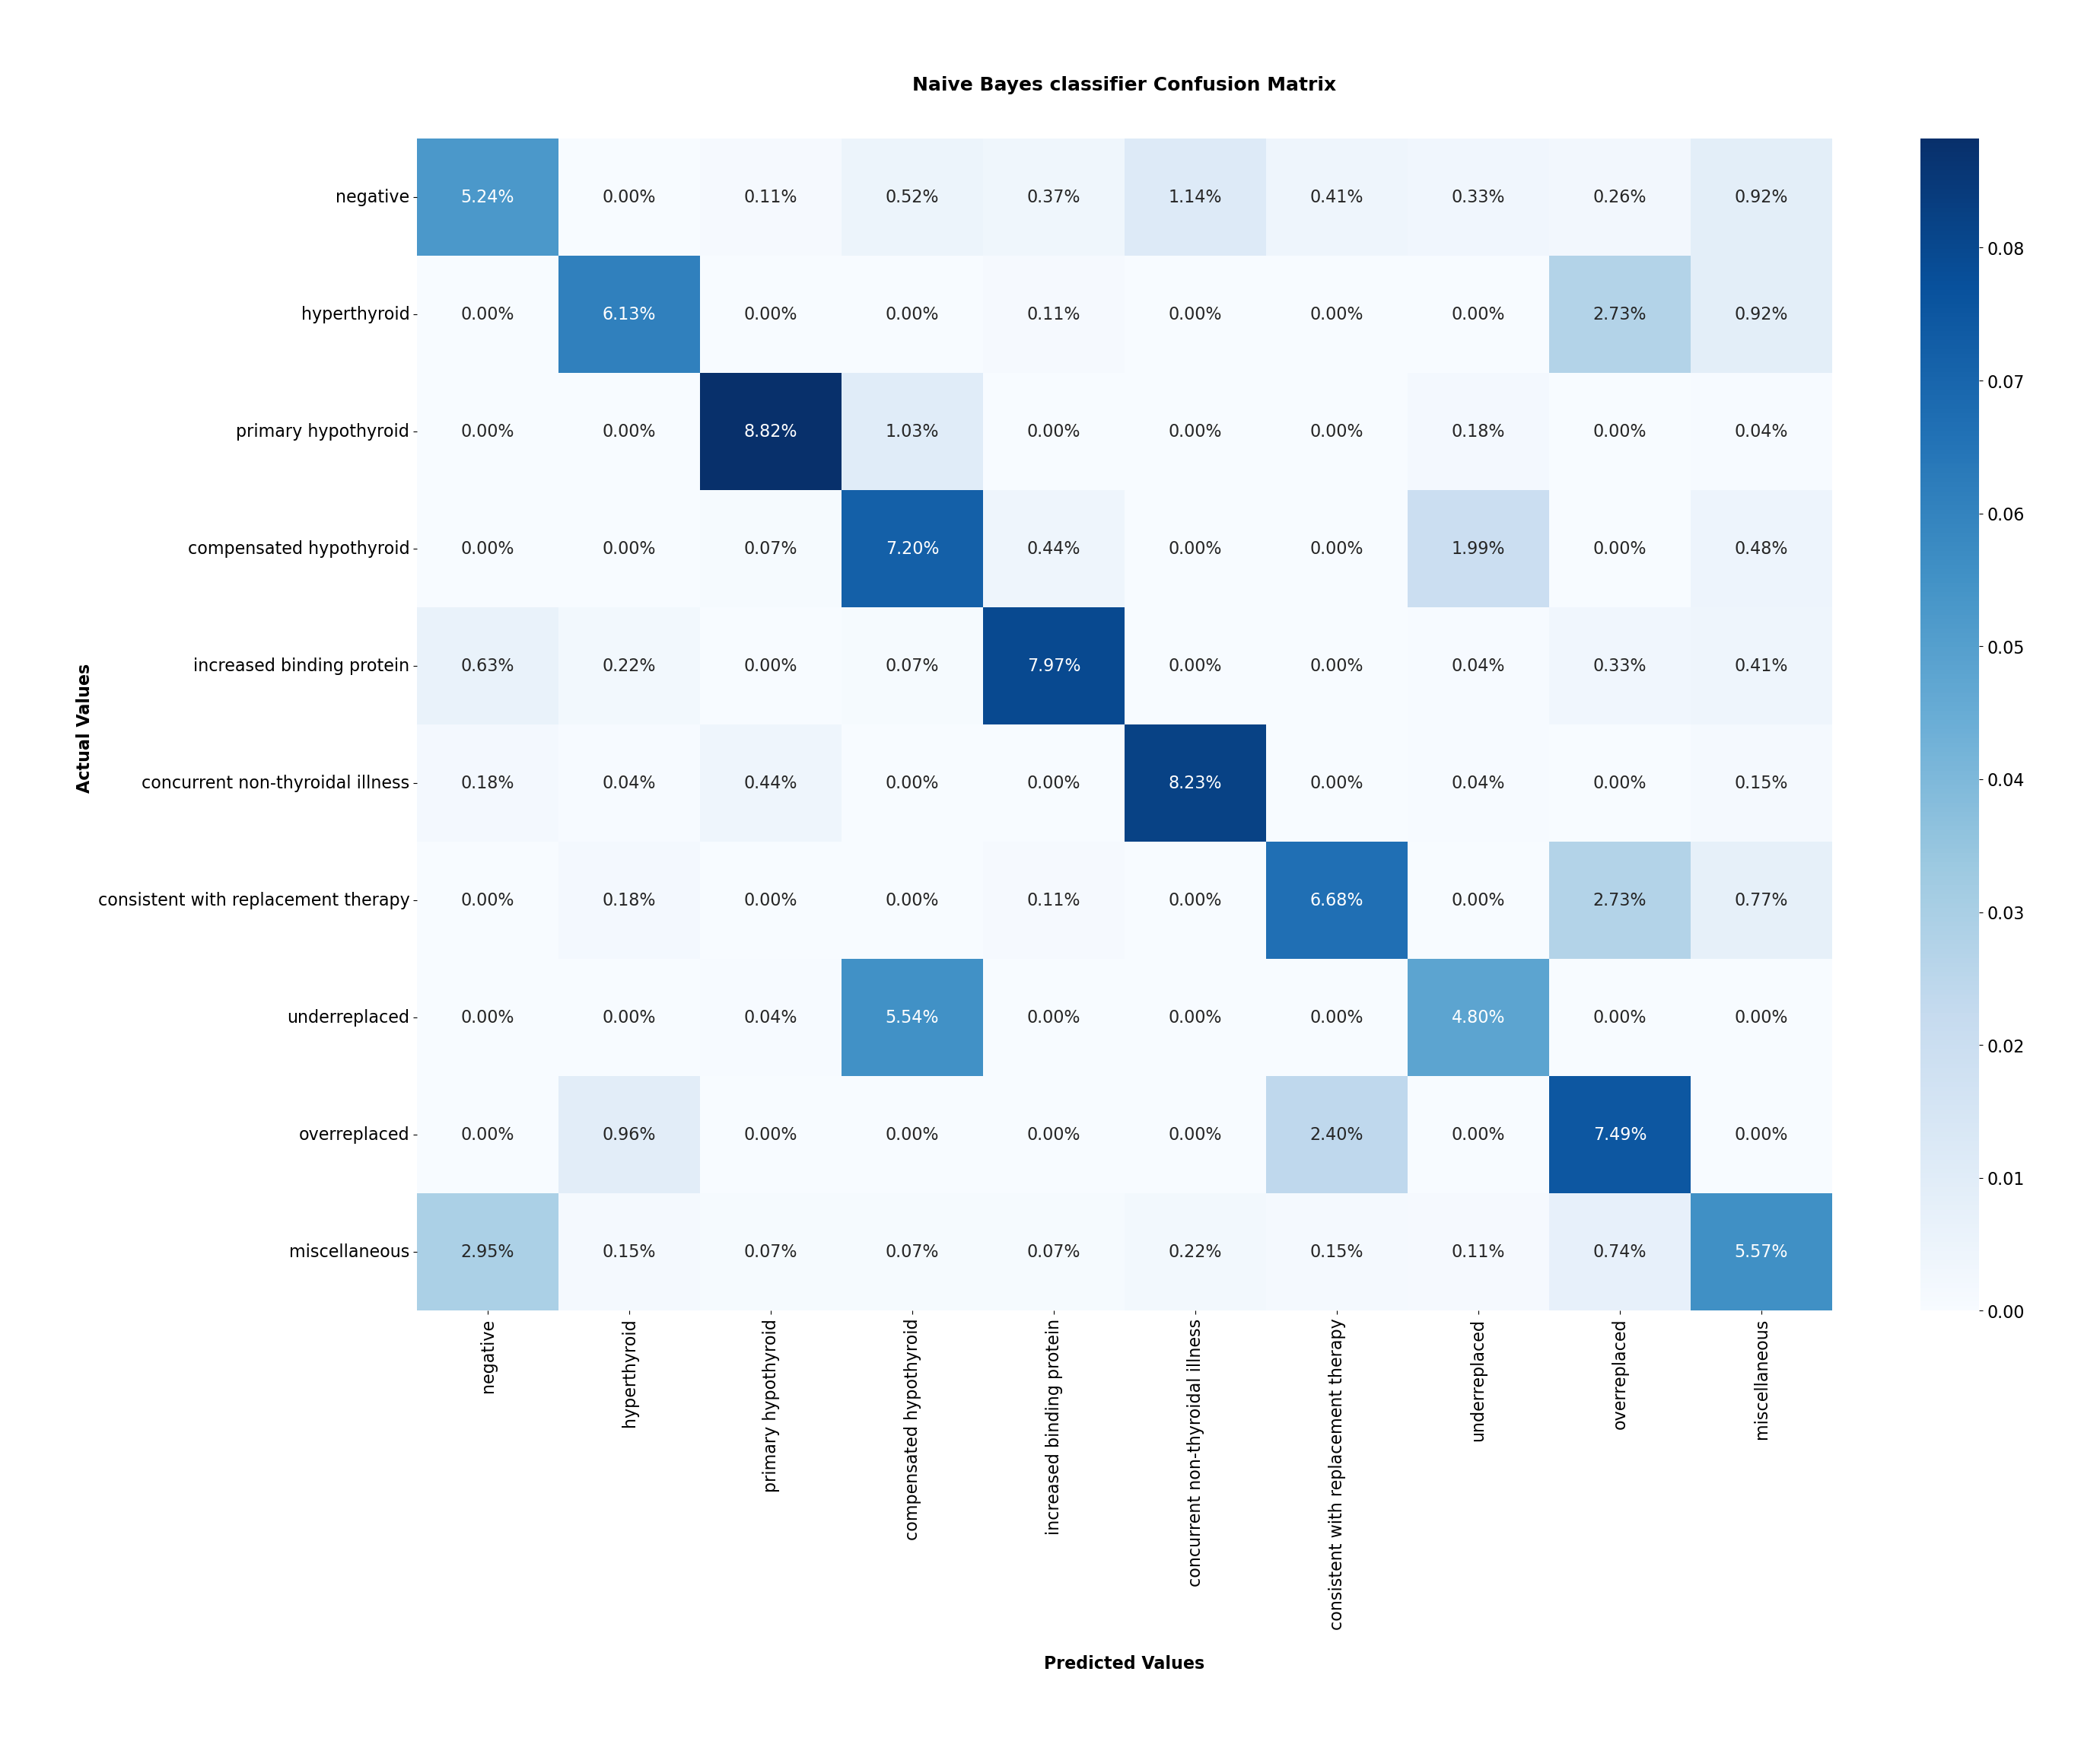 Naive Bayes classifier Confusion Matrix
Actual Values
negative 5.24% 0.00% 0.11% 0.52% 0.37% 1.14% 0.41% 0.33% 0.26% 0.92%
hyperthyroid 0.00% 6.13% 0.00% 0.00% 0.11% 0.00% 0.00% 0.00% 2.73% 0.92%
primary hypothyroid 0.00% 0.00% 8.82% 1.03% 0.00% 0.00% 0.00% 0.18% 0.00% 0.04%
compensated hypothyroid 0.00% 0.00% 0.07% 7.20% 0.44% 0.00% 0.00% 1.99% 0.00% 0.48%
increased binding protein 0.63% 0.22% 0.00% 0.07% 7.97% 0.00% 0.00% 0.04% 0.33% 0.41%
concurrent non-thyroidal illness 0.18% 0.04% 0.44% 0.00% 0.00% 8.23% 0.00% 0.04% 0.00% 0.15%
consistent with replacement therapy 0.00% 0.18% 0.00% 0.00% 0.11% 0.00% 6.68% 0.00% 2.73% 0.77%
underreplaced 0.00% 0.00% 0.04% 5.54% 0.00% 0.00% 0.00% 4.80% 0.00% 0.00%
overreplaced 0.00% 0.96% 0.00% 0.00% 0.00% 0.00% 2.40% 0.00% 7.49% 0.00%
miscellaneous 2.95% 0.15% 0.07% 0.07% 0.07% 0.22% 0.15% 0.11% 0.74% 5.57%
negative
hyperthyroid
primary hypothyroid
compensated hypothyroid
increased binding protein
concurrent non-thyroidal illness
consistent with replacement therapy
underreplaced
overreplaced
miscellaneous
Predicted Values
0.08
0.07
0.06
0.05
0.04
0.03
0.02
0.01
0.00